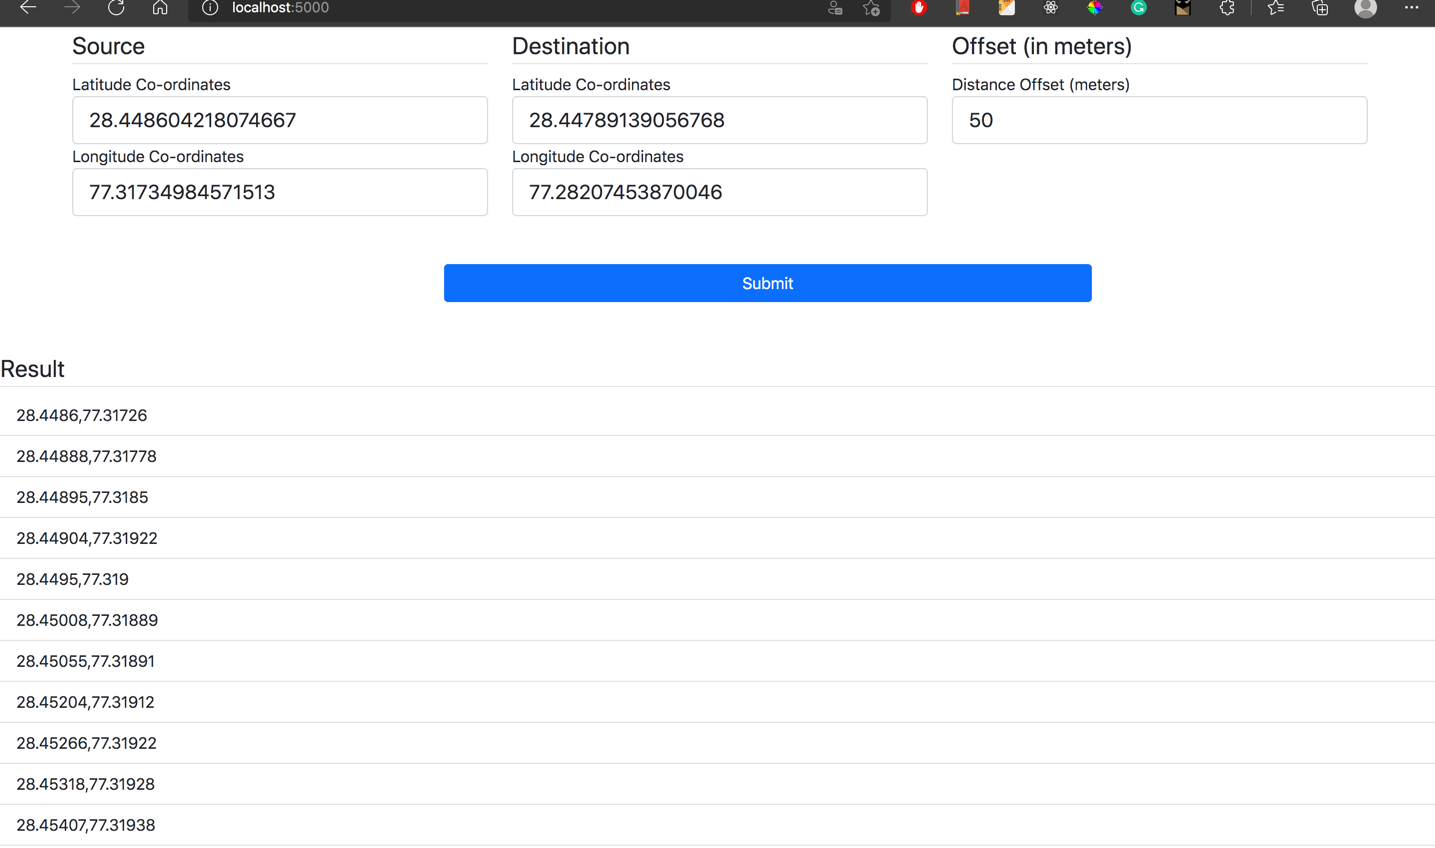 localhost:5000
Source
Latitude Co-ordinates
28.448604218074667
Longitude Co-ordinates
77.31734984571513
Destination
Latitude Co-ordinates
28.44789139056768
Longitude Co-ordinates
77.28207453870046
Offset (in meters)
Distance Offset (meters)
50
Submit
Result
28.4486,77.31726
28.44888,77.31778
28.44895,77.3185
28.44904,77.31922
28.4495,77.319
28.45008,77.31889
28.45055,77.31891
28.45204,77.31912
28.45266,77.31922
28.45318,77.31928
28.45407,77.31938